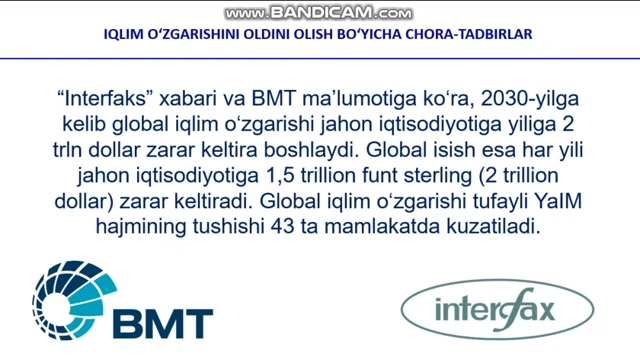 www.BANDICAM.com
IQLIM O‘ZGARISHINI OLDINI OLISH BO‘YICHA CHORA-TADBIRLAR
“Interfaks” xabari va BMT ma’lumotiga ko‘ra, 2030-yilga
kelib global iqlim o‘zgarishi jahon iqtisodiyotiga yiliga 2
trln dollar zarar keltira boshlaydi. Global isish esa har yili
jahon iqtisodiyotiga 1,5 trillion funt sterling (2 trillion
dollar) zarar keltiradi. Global iqlim o‘zgarishi tufayli YaIM
hajmining tushishi 43 ta mamlakatda kuzatiladi.
BMT
interfax